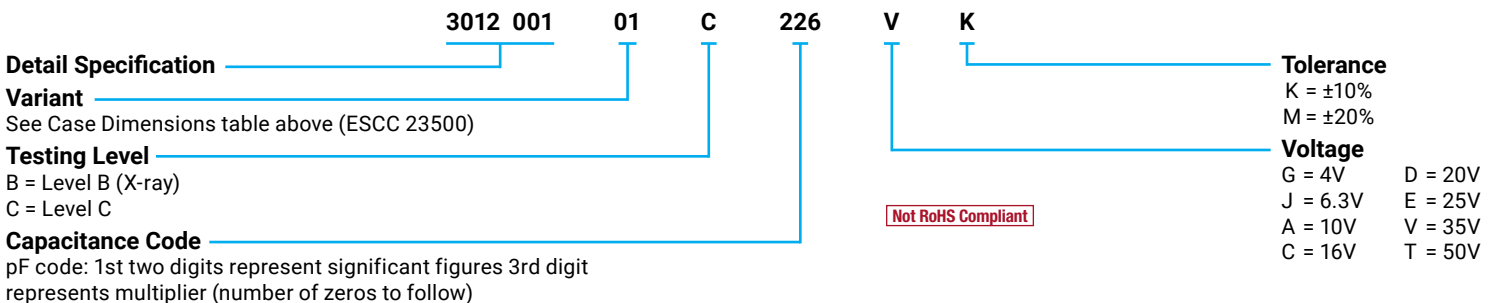 3012 001 01 C 226 V K
Detail Specification
Variant
See Case Dimensions table above (ESCC 23500)
Testing Level
B = Level B (X-ray)
C = Level C
Capacitance Code
pF code: 1st two digits represent significant figures 3rd digit
represents multiplier (number of zeros to follow)
Not RoHS Compliant
Tolerance
K = ±10%
M = ±20%
Voltage
G = 4V D = 20V
J = 6.3V E = 25V
A = 10V V = 35V
C = 16V T = 50V